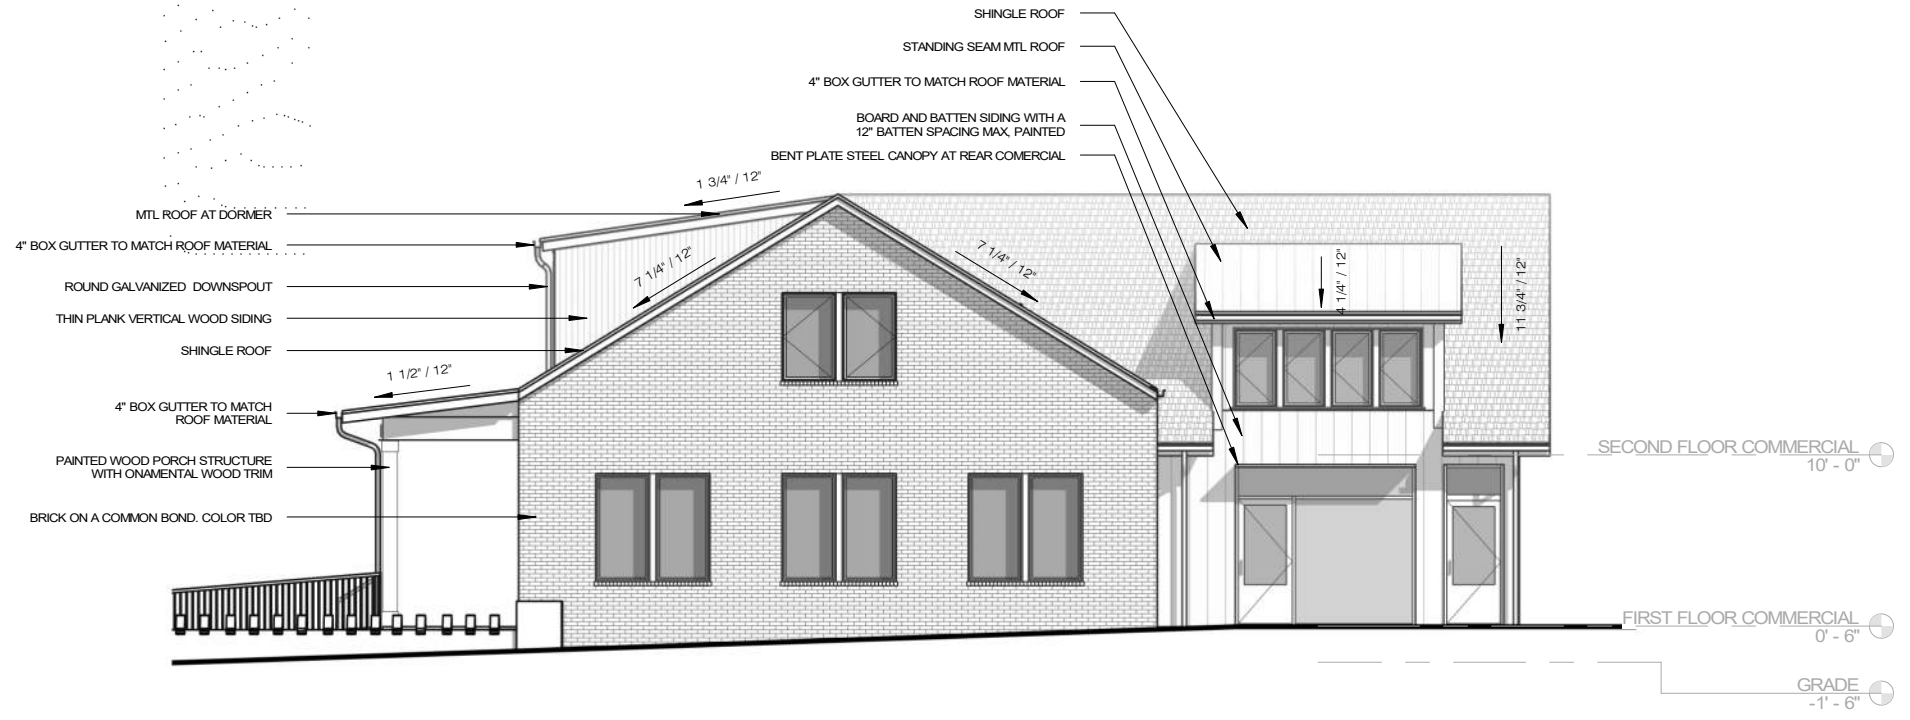 SHINGLE ROOF
STANDING SEAM MTL ROOF
4" BOX GUTTER TO MATCH ROOF MATERIAL
BOARD AND BATTEN SIDING WITH A
12" BATTEN SPACING MAX, PAINTED
BENT PLATE STEEL CANOPY AT REAR COMERCIAL
1 3/4" / 12"
MTL ROOF AT DORMER
4" BOX GUTTER TO MATCH ROOF MATERIAL
ROUND GALVANIZED DOWNSPOUT
THIN PLANK VERTICAL WOOD SIDING
SHINGLE ROOF
7 1/4" / 12"
7 1/4" / 12"
4 1/4" / 12"
11 3/4" / 12"
1 1/2" / 12"
4" BOX GUTTER TO MATCH
ROOF MATERIAL
PAINTED WOOD PORCH STRUCTURE
WITH ONAMENTAL WOOD TRIM
BRICK ON A COMMON BOND. COLOR TBD
SECOND FLOOR COMMERCIAL
10' - 0"
FIRST FLOOR COMMERCIAL
0' - 6"
GRADE
-1' - 6"